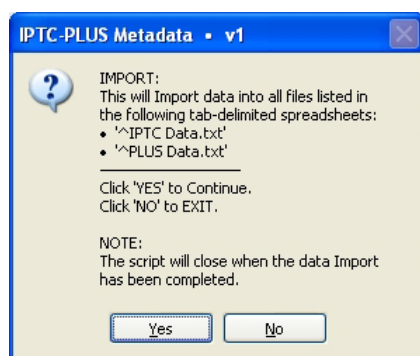 IPTC-PLUS Metadata • v1
IMPORT:
This will Import data into all files listed in
the following tab-delimited spreadsheets:
• '^IPTC Data.txt'
• '^PLUS Data.txt'
Click 'YES' to Continue.
Click 'NO' to EXIT.
NOTE:
The script will close when the data Import
has been completed.
Yes
No